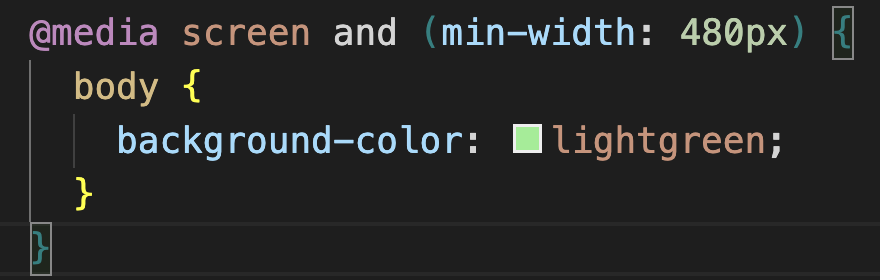 @media screen and (min-width: 480px) {
  body {
    background-color: lightgreen;
  }
}